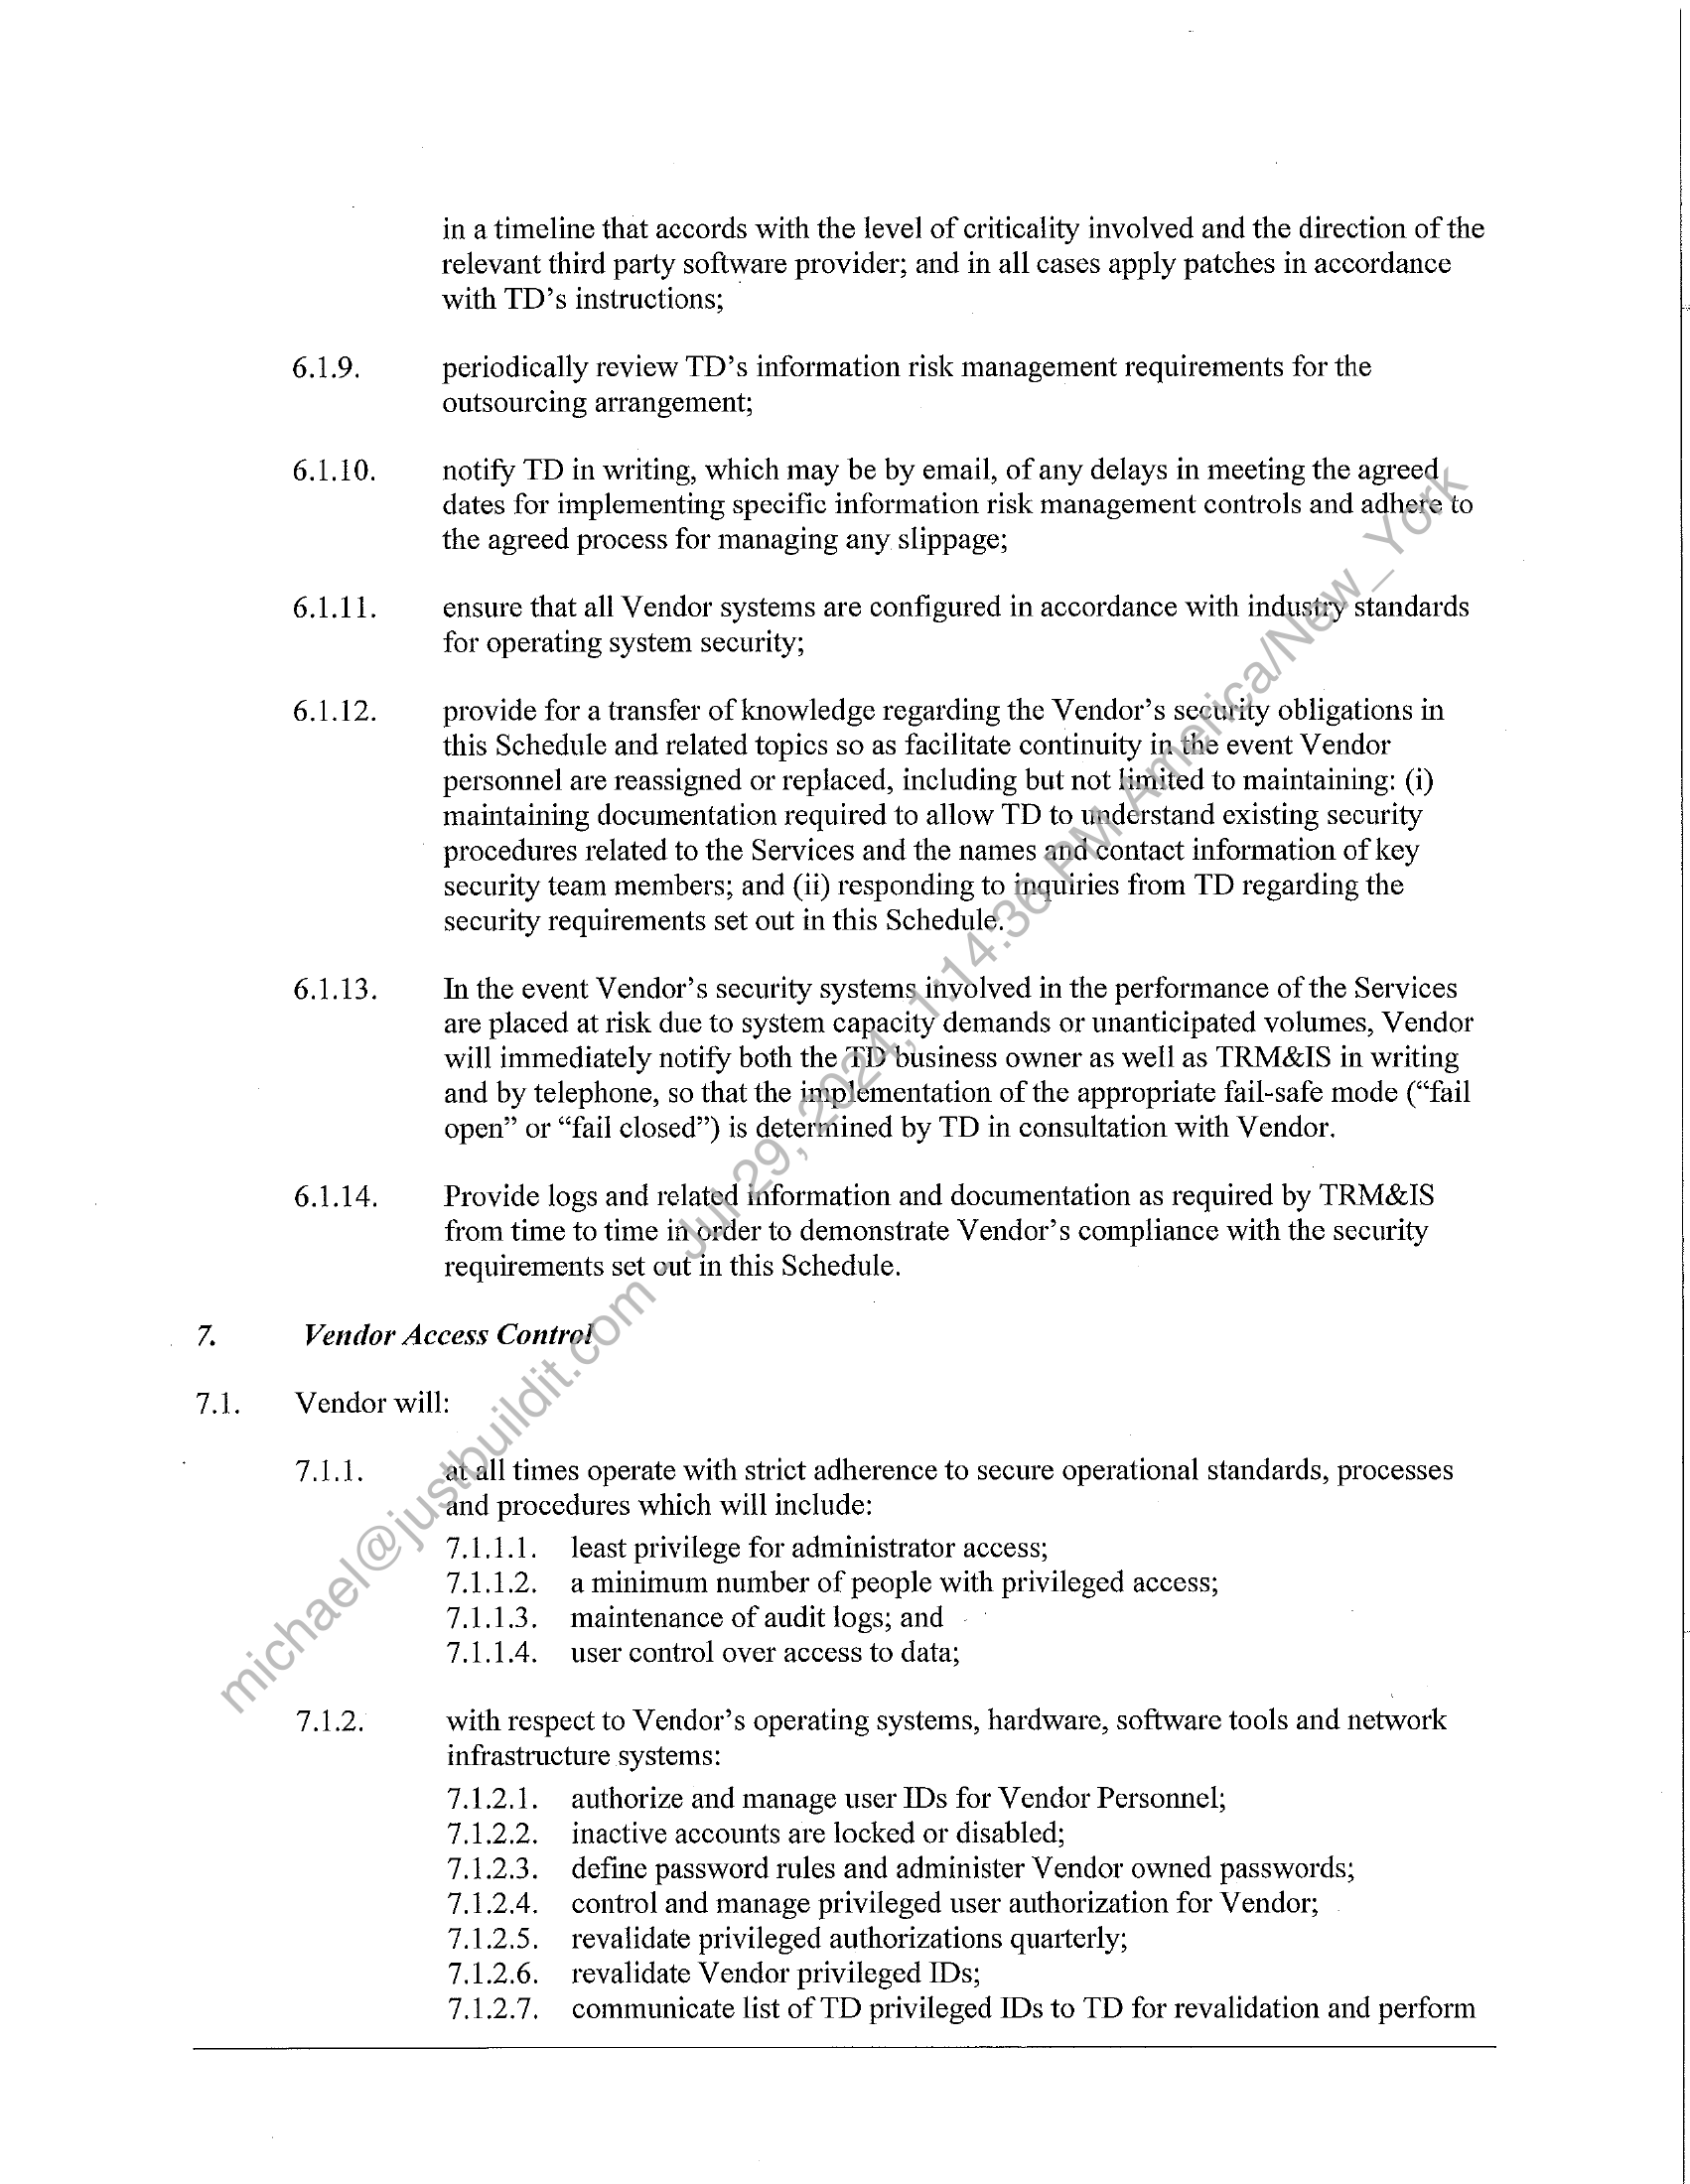 in a timeline that accords with the level of criticality involved and the direction of the
relevant third party software provider; and in all cases apply patches in accordance
with TD's instructions;
6.1.9. periodically review TD's information risk management requirements for the
outsourcing arrangement;
6.1.10. notify TD in writing, which may be by email, of any delays in meeting the agreed
dates for implementing specific information risk management controls and adhere to
the agreed process for managing any slippage;
6.1.11. ensure that all Vendor systems are configured in accordance with industry standards
for operating system security;
6.1.12. provide for a transfer of knowledge regarding the Vendor's security obligations in
this Schedule and related topics so as facilitate continuity in the event Vendor
personnel are reassigned or replaced, including but not limited to maintaining: (i)
maintaining documentation required to allow TD to understand existing security
procedures related to the Services and the names and contact information of key
security team members; and (ii) responding to inquiries from TD regarding the
security requirements set out in this Schedule.
6.1.13. In the event Vendor's security systems involved in the performance of the Services
are placed at risk due to system capacity demands or unanticipated volumes, Vendor
will immediately notify both the TD business owner as well as TRM&IS in writing
and by telephone, so that the implementation of the appropriate fail-safe mode ("fail
open" or "fail closed") is determined by TD in consultation with Vendor.
6.1.14. Provide logs and related information and documentation as required by TRM&IS
from time to time in order to demonstrate Vendor's compliance with the security
requirements set out in this Schedule.
7. Vendor Access Control
7.1. Vendor will:
7.1.1. at all times operate with strict adherence to secure operational standards, processes
and procedures which will include:
7.1.1.1. least privilege for administrator access;
7.1.1.2. a minimum number of people with privileged access;
7.1.1.3. maintenance of audit logs; and
7.1.1.4. user control over access to data;
7.1.2. with respect to Vendor's operating systems, hardware, software tools and network
infrastructure systems:
7.1.2.1. authorize and manage user IDs for Vendor Personnel;
7.1.2.2. inactive accounts are locked or disabled;
7.1.2.3. define password rules and administer Vendor owned passwords;
7.1.2.4. control and manage privileged user authorization for Vendor;
7.1.2.5. revalidate privileged authorizations quarterly;
7.1.2.6. revalidate Vendor privileged IDs;
7.1.2.7. communicate list of TD privileged IDs to TD for revalidation and perform
michael@justbuildit.com - Jul 29, 2024, 1:14:36 PM America/New_York